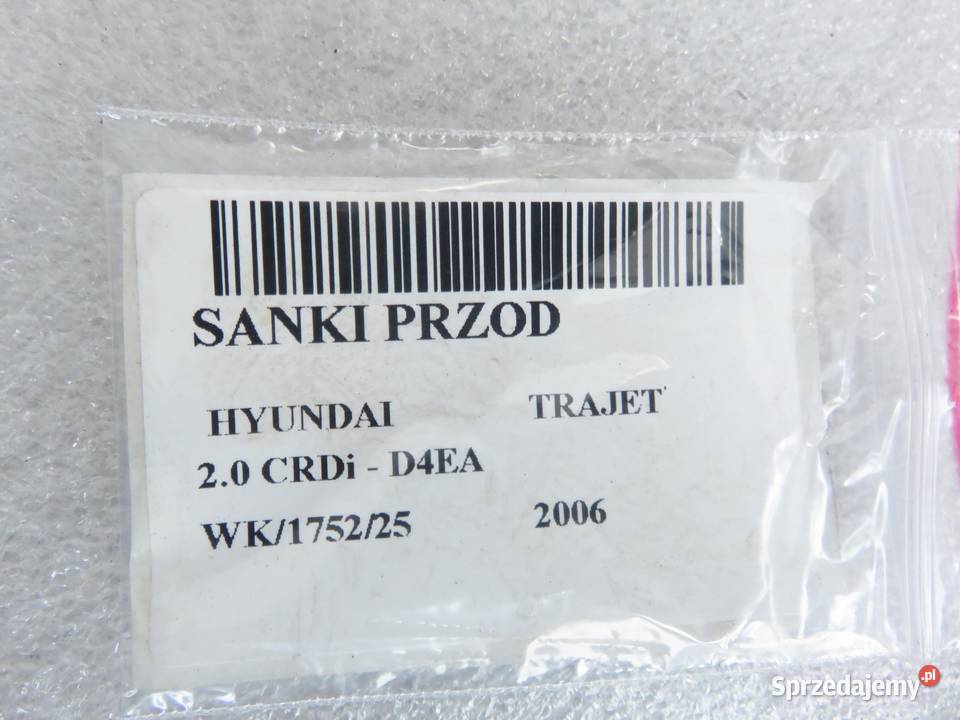 SANKI PRZOD
HYUNDAI TRAJET
2.0 CRDi - D4EA
WK/1752/25 2006
Sprzedajemy.pl